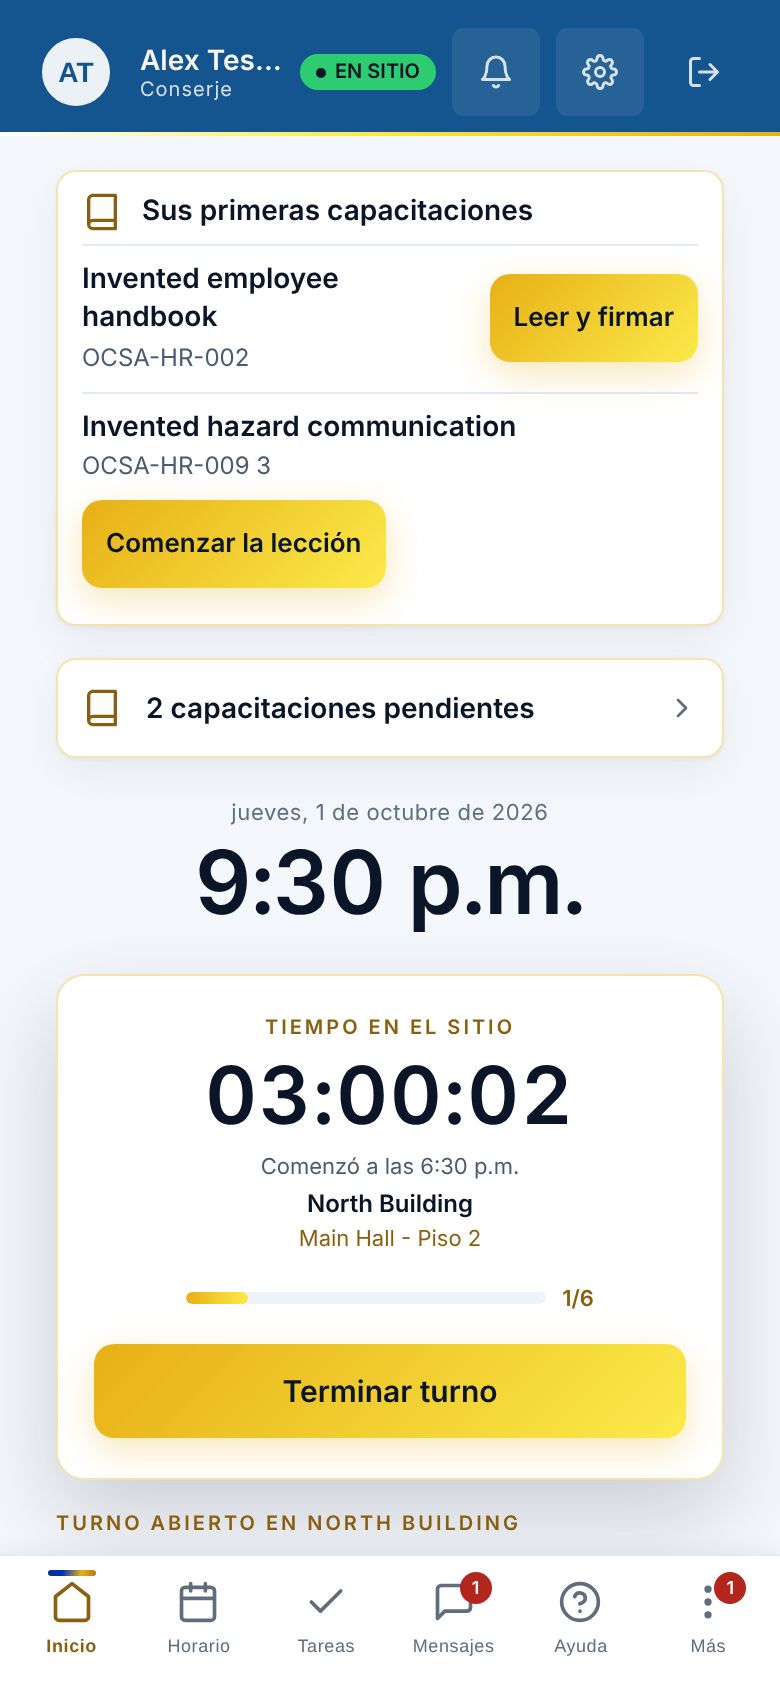 AT
Alex Tes...
Conserje
EN SITIO
Sus primeras capacitaciones
Invented employee
handbook
OCSA-HR-002
Leer y firmar
Invented hazard communication
OCSA-HR-009 3
Comenzar la lección
2 capacitaciones pendientes
jueves, 1 de octubre de 2026
9:30 p.m.
TIEMPO EN EL SITIO
03:00:02
Comenzó a las 6:30 p.m.
North Building
Main Hall - Piso 2
1/6
Terminar turno
TURNO ABIERTO EN NORTH BUILDING
1
1
Inicio
Horario
Tareas
Mensajes
Ayuda
Más